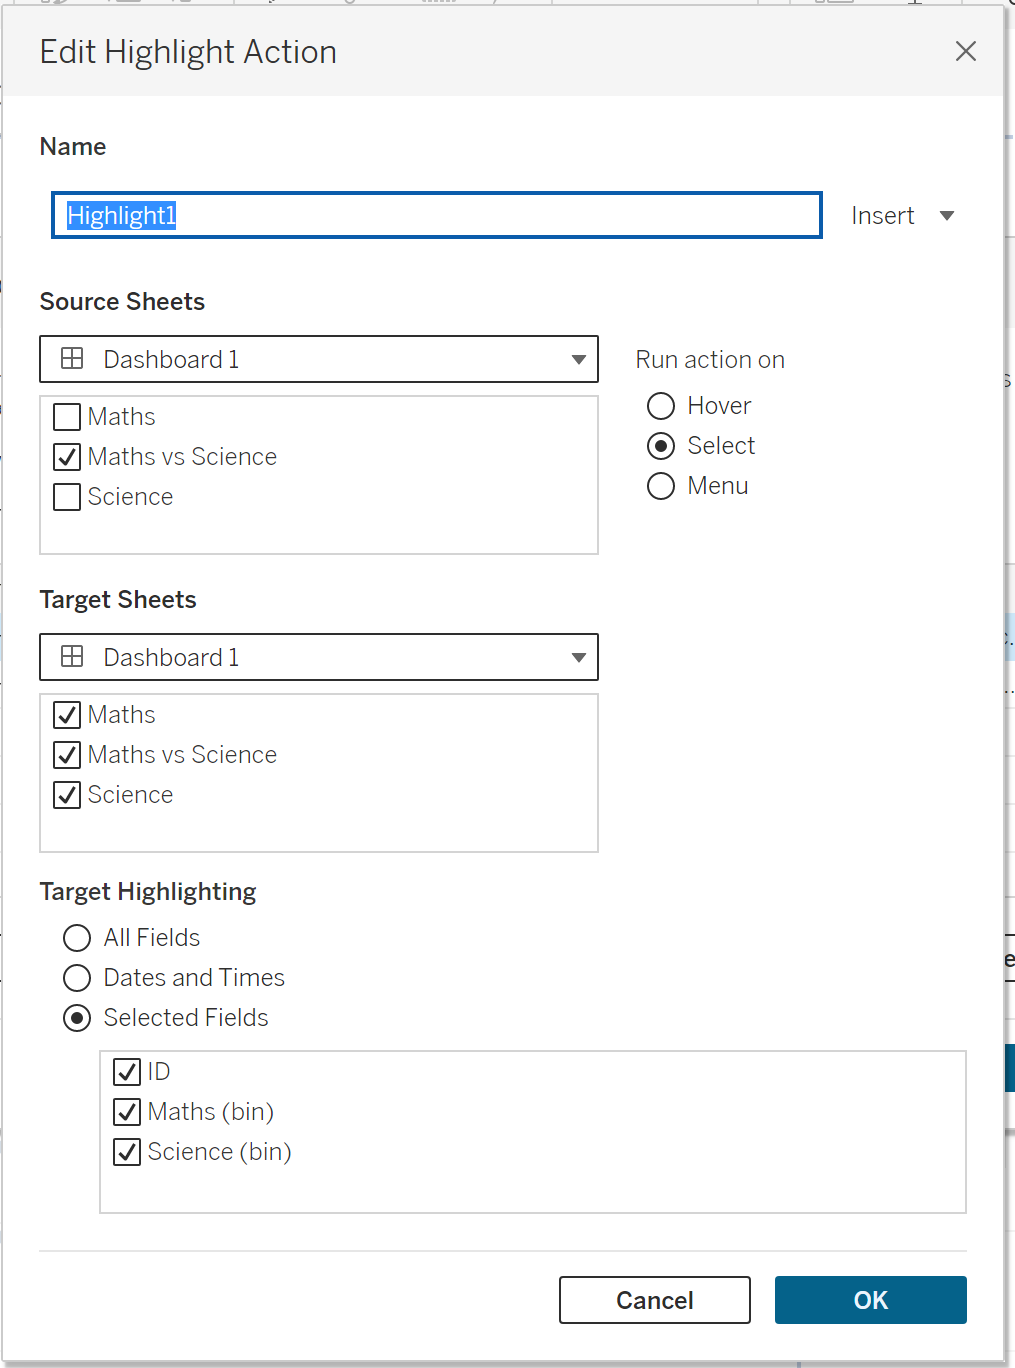 Edit Highlight Action
Name
Highlight1
Insert
Source Sheets
Dashboard 1
Run action on
Maths
Maths vs Science
Science
Hover
Select
Menu
Target Sheets
Dashboard 1
Maths
Maths vs Science
Science
Target Highlighting
All Fields
Dates and Times
Selected Fields
ID
Maths (bin)
Science (bin)
Cancel
OK